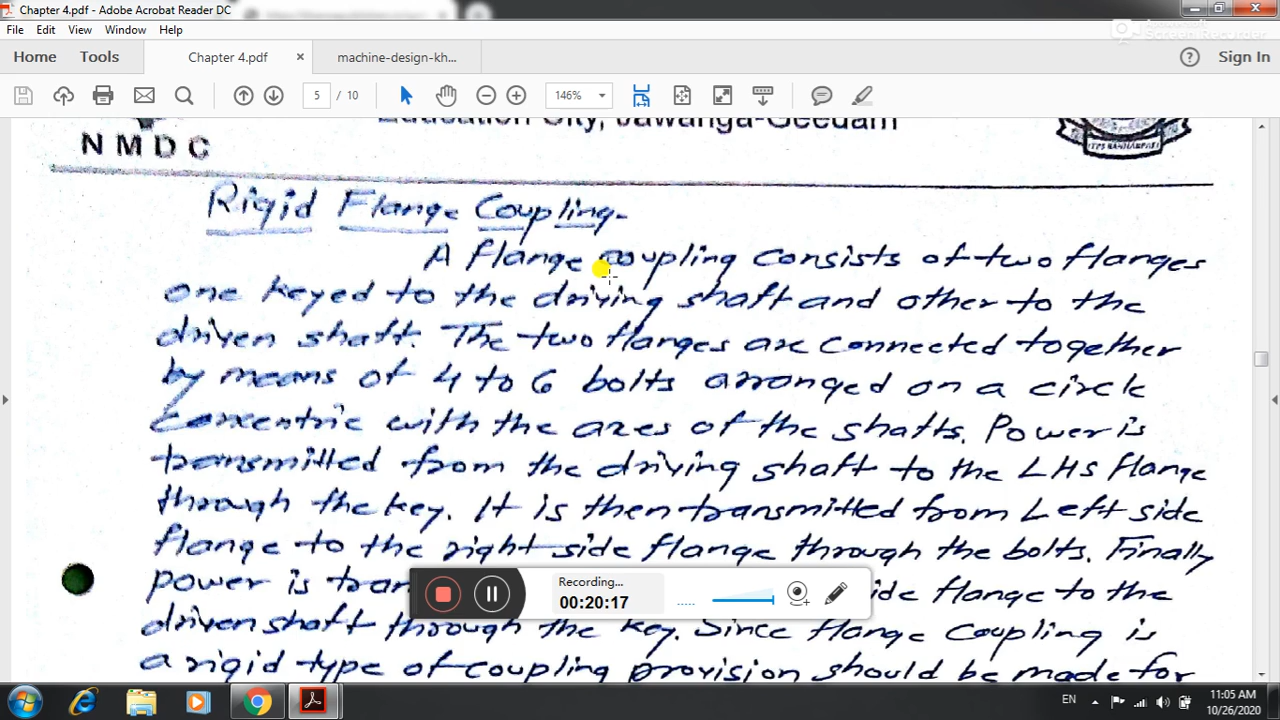 Chapter 4.pdf - Adobe Acrobat Reader DC
File Edit View Window Help
Screen Recorder
Home Tools Chapter 4.pdf × machine-design-kh... Sign In
5 / 10 146%
Education City, Jawanga-Geedam
NMDC
Rigid Flange Coupling-
A flange coupling consists of two flanges
one keyed to the driving shaft and other to the
driven shaft. The two flanges are connected together
by means of 4 to 6 bolts arranged on a circle
Concentric with the axes of the shafts. Power is
transmitted from the driving shaft to the LHS flange
through the key. It is then transmitted from Left side
flange to the right side flange through the bolts. Finally
power is tran ide flange to the
driven shaft through the key. Since flange Coupling is
a rigid type of coupling provision should be made for
Recording...
00:20:17
EN 11:05 AM
10/26/2020